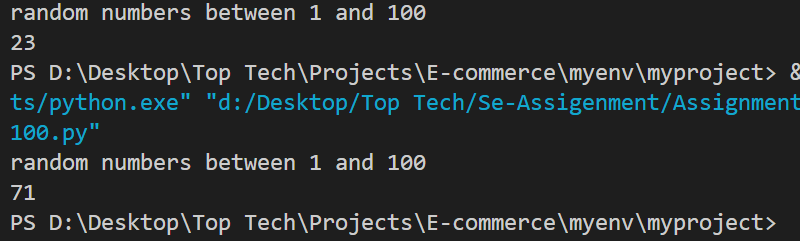 random numbers between 1 and 100
23
PS D:\Desktop\Top Tech\Projects\E-commerce\myenv\myproject> &
ts/python.exe" "d:/Desktop/Top Tech/Se-Assigenment/Assignment
100.py"
random numbers between 1 and 100
71
PS D:\Desktop\Top Tech\Projects\E-commerce\myenv\myproject>